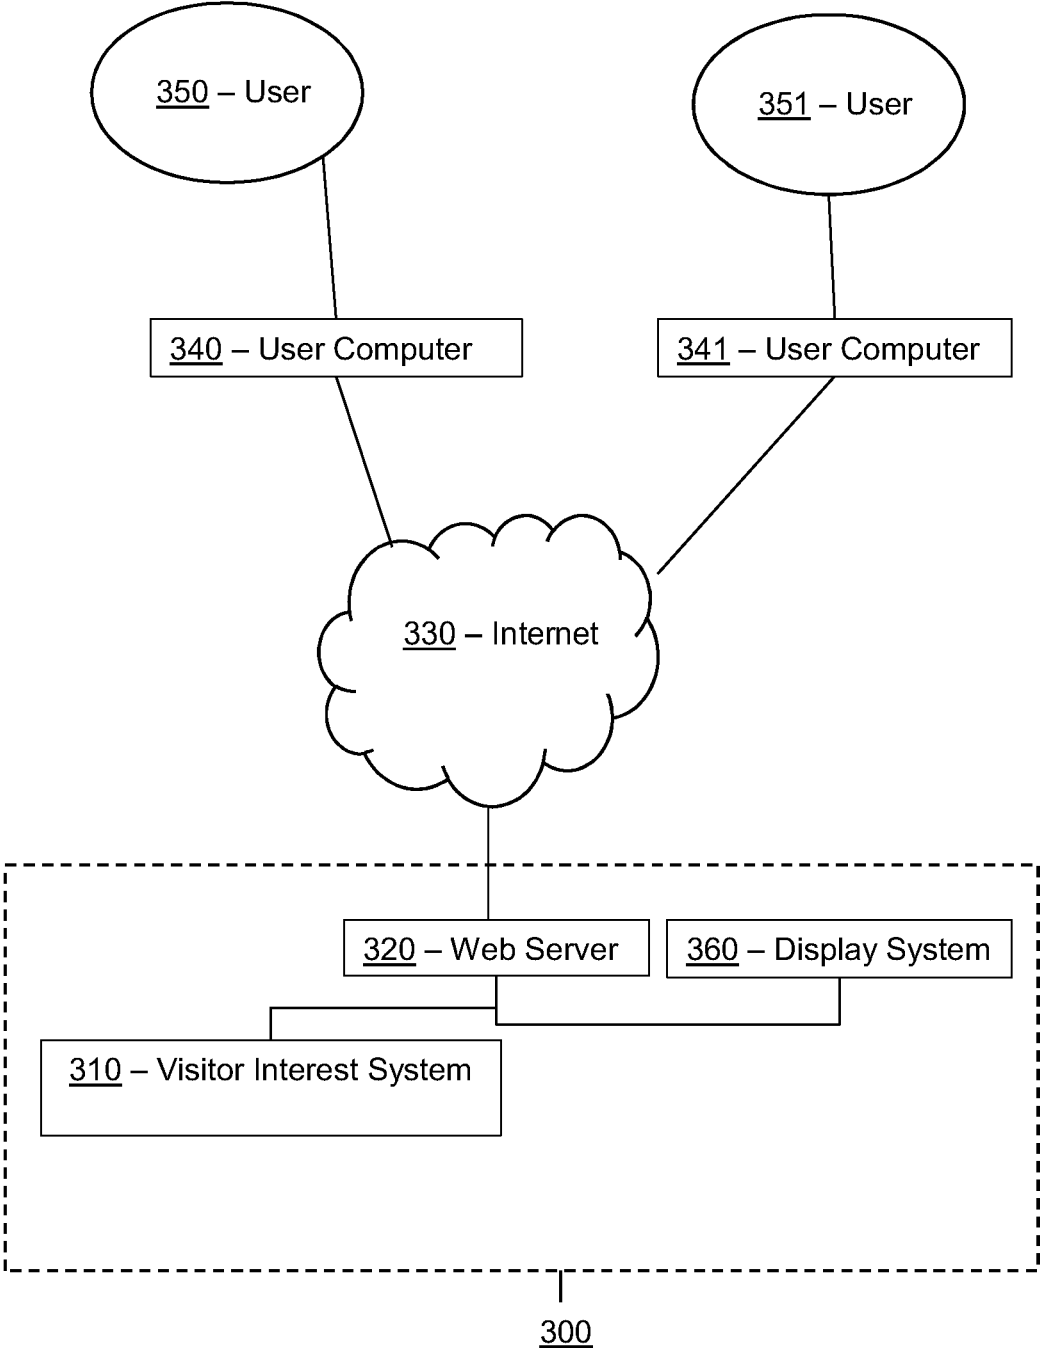 350 – User
351 – User
340 – User Computer
341 – User Computer
330 – Internet
320 – Web Server
360 – Display System
310 – Visitor Interest System
300